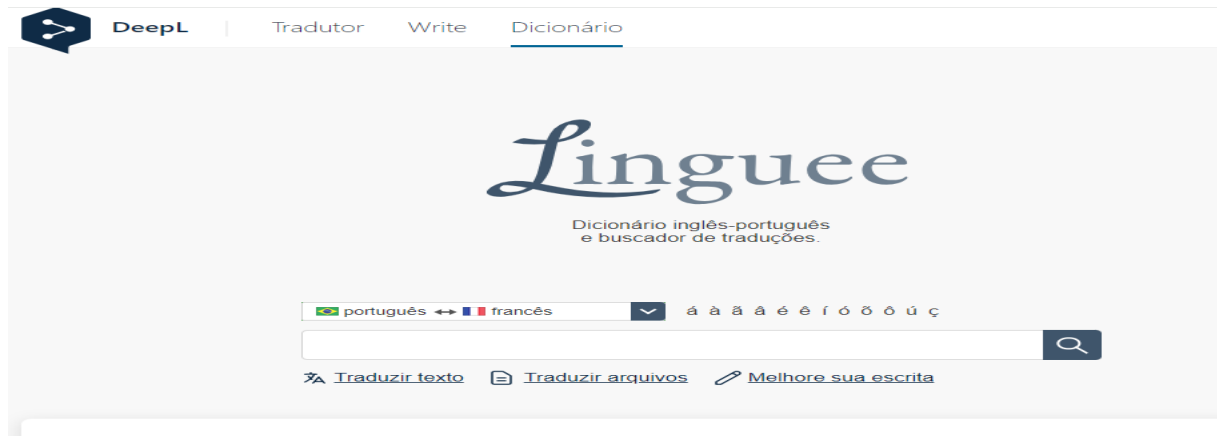 DeepL Tradutor Write Dicionário
Linguee
Dicionário inglês-português
e buscador de traduções.
português ↔ francês á à ã â é ê í ó õ ô ú ç
Traduzir texto Traduzir arquivos Melhore sua escrita